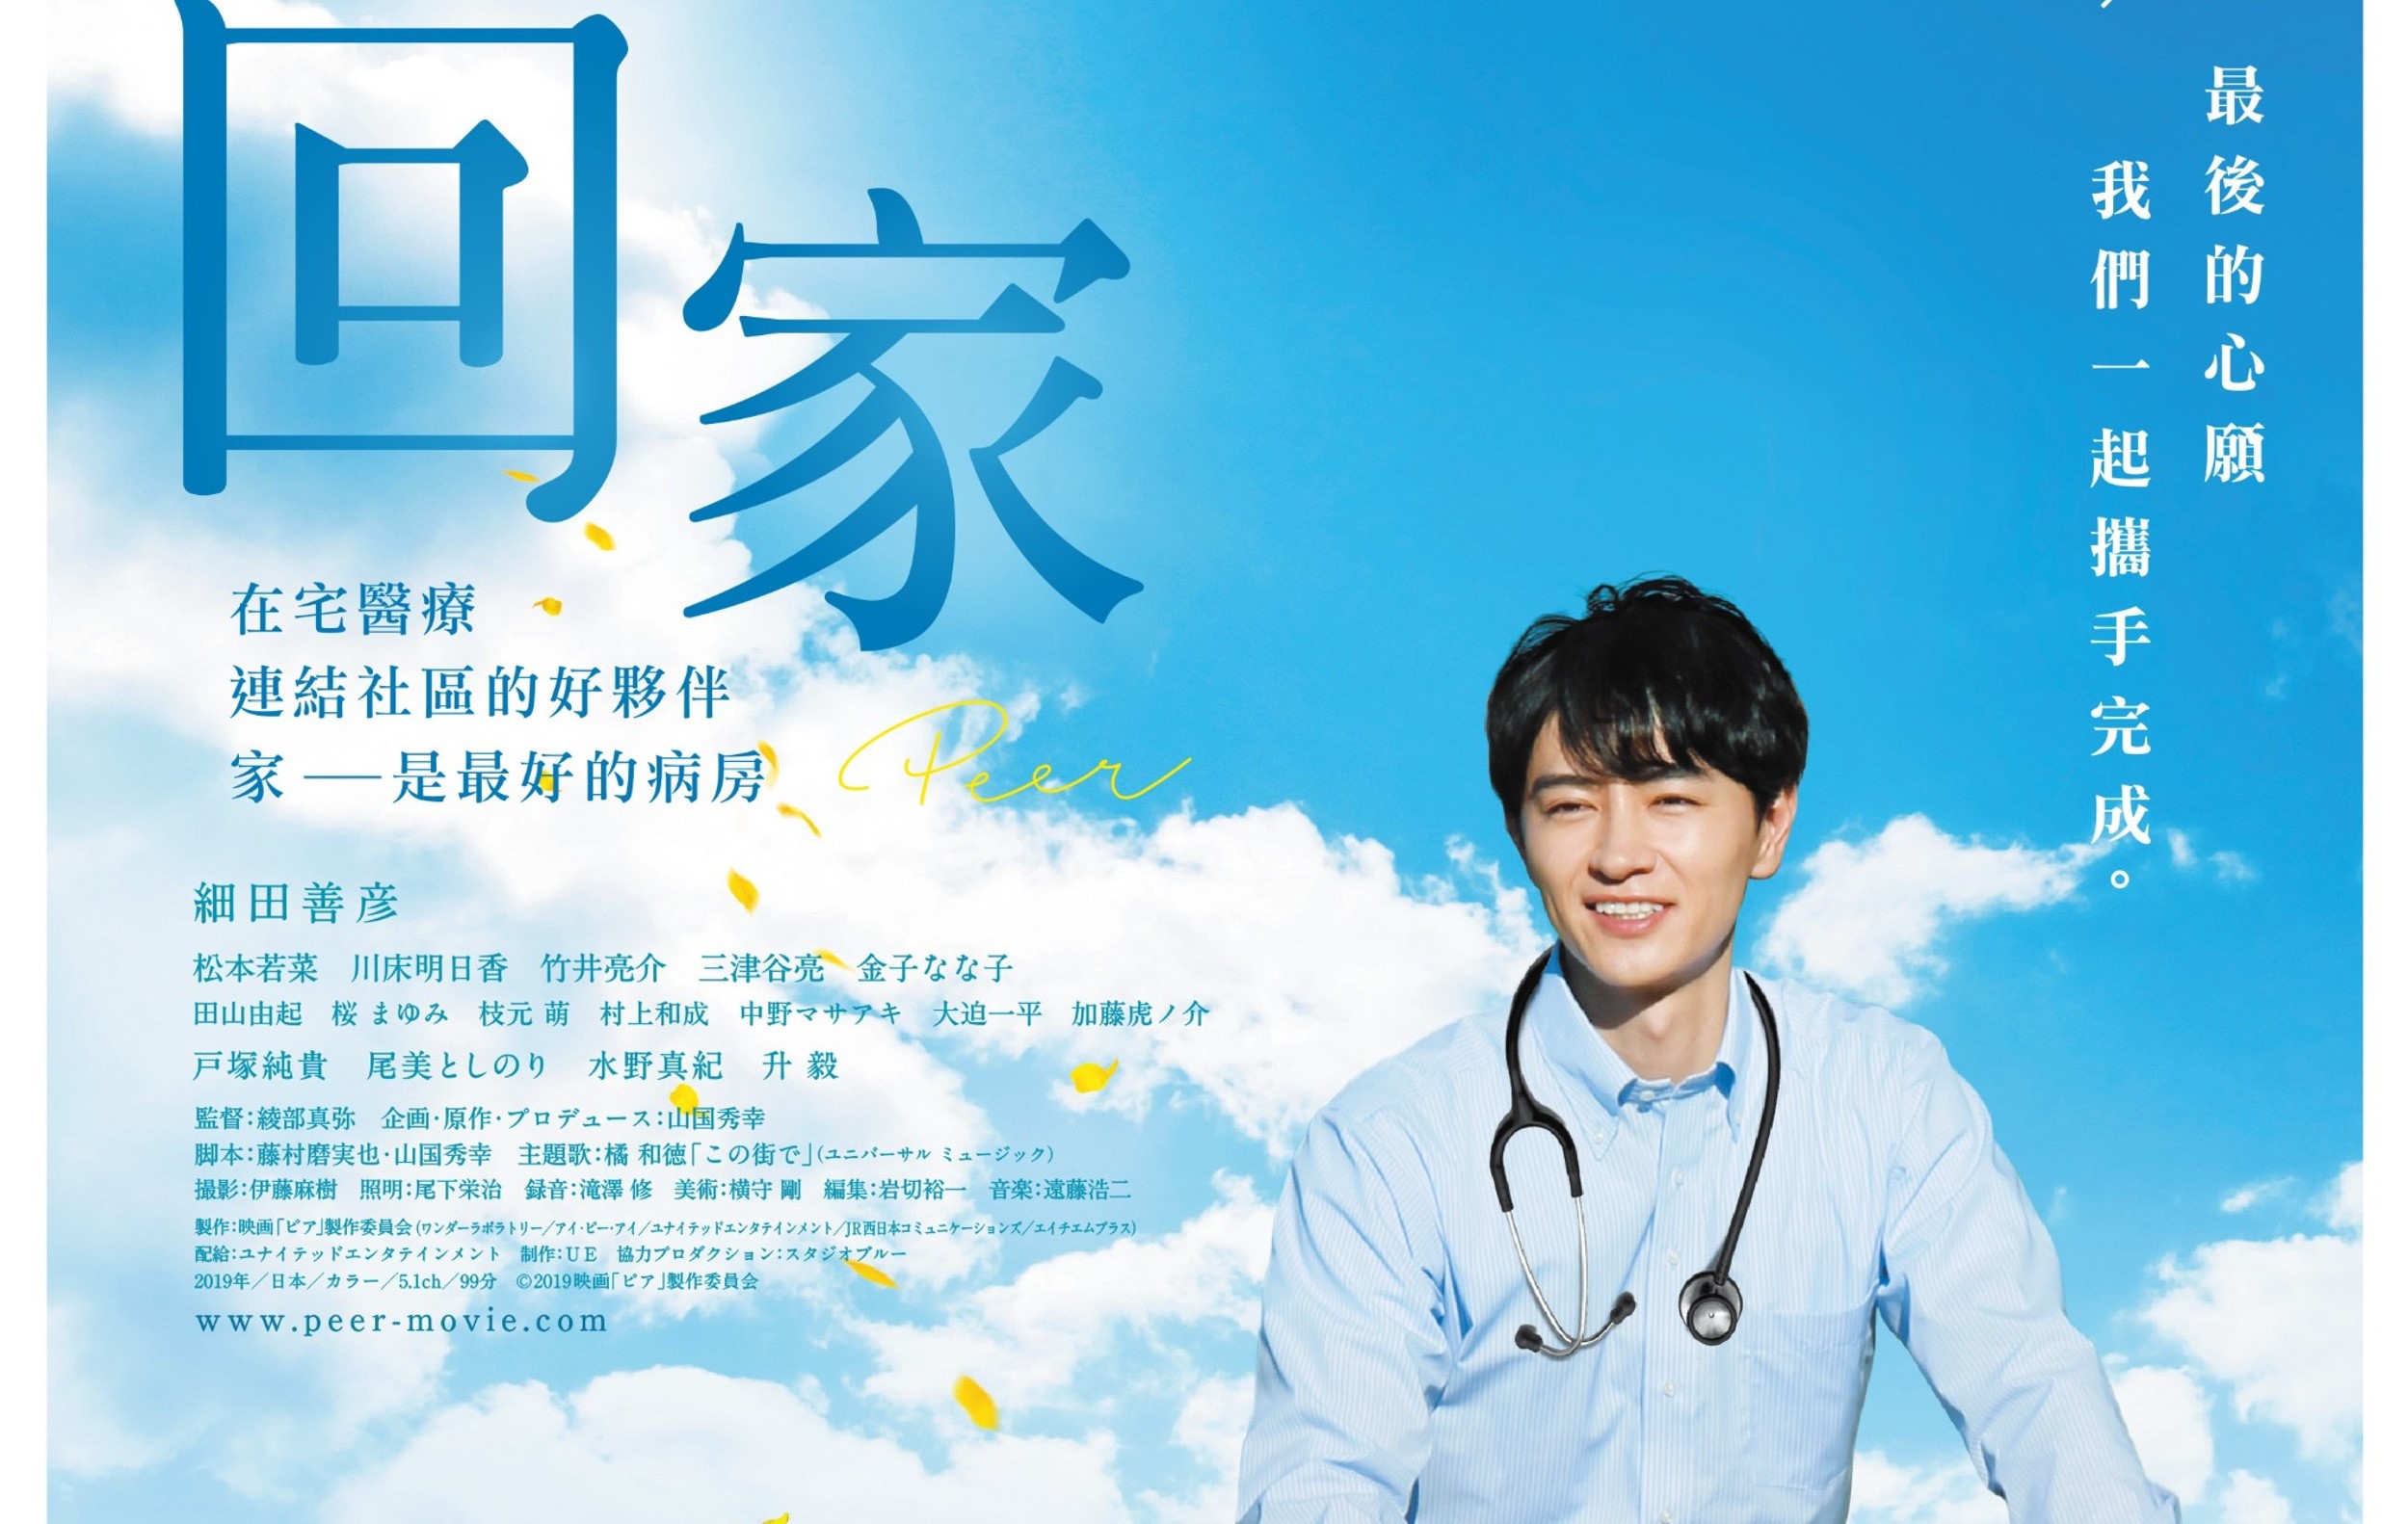 回家
在宅醫療
連結社區的好夥伴
家—是最好的病房
Peer
最後的心願
我們一起攜手完成。
細田善彦
松本若菜　川床明日香　竹井亮介　三津谷亮　金子なな子
田山由起　桜 まゆみ　枝元 萌　村上和成　中野マサアキ　大迫一平　加藤虎ノ介
戸塚純貴　尾美としのり　水野真紀　升 毅
監督：綾部真弥　企画・原作・プロデュース：山国秀幸
脚本：藤村磨実也・山国秀幸　主題歌：橘 和徳「この街で」（ユニバーサル ミュージック）
撮影：伊藤麻樹　照明：尾下栄治　録音：滝澤 修　美術：横守 剛　編集：岩切裕一　音楽：遠藤浩二
製作：映画「ピア」製作委員会（ワンダーラボラトリー／アイ・ピー・アイ／ユナイテッドエンタテインメント／JR西日本コミュニケーションズ／エイチエムプラス）
配給：ユナイテッドエンタテインメント　制作：UE　協力プロダクション：スタジオブルー
2019年／日本／カラー／5.1ch／99分　©2019映画「ピア」製作委員会
www.peer-movie.com